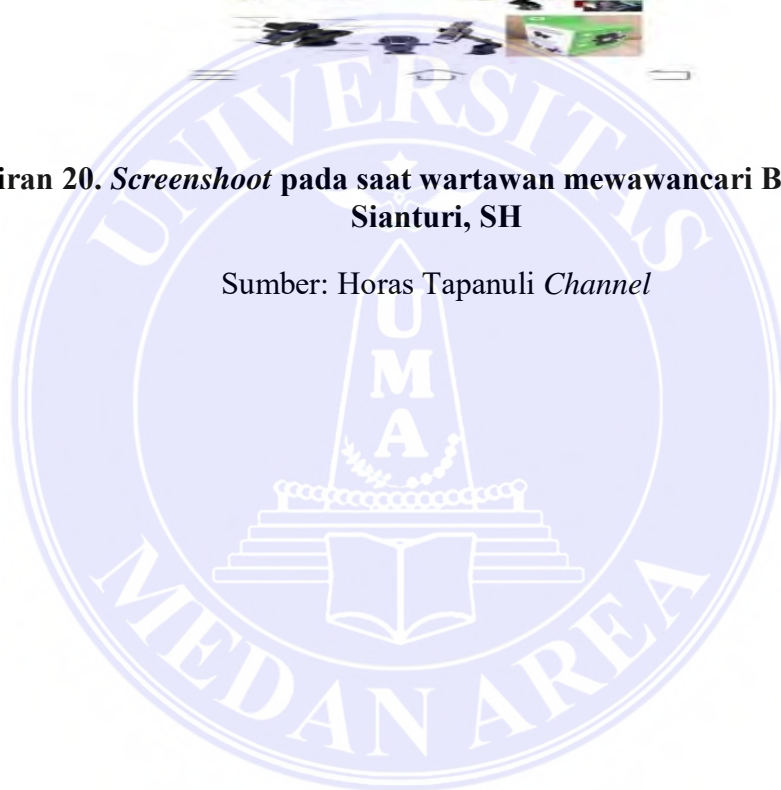 iran 20. Screenshoot pada saat wartawan mewawancari B
Sianturi, SH
Sumber: Horas Tapanuli Channel
UNIVERSITAS
UMA
MEDAN AREA